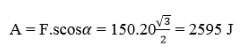 A = F.scosα = 150.20\frac{\sqrt{3}}{2} = 2595 J